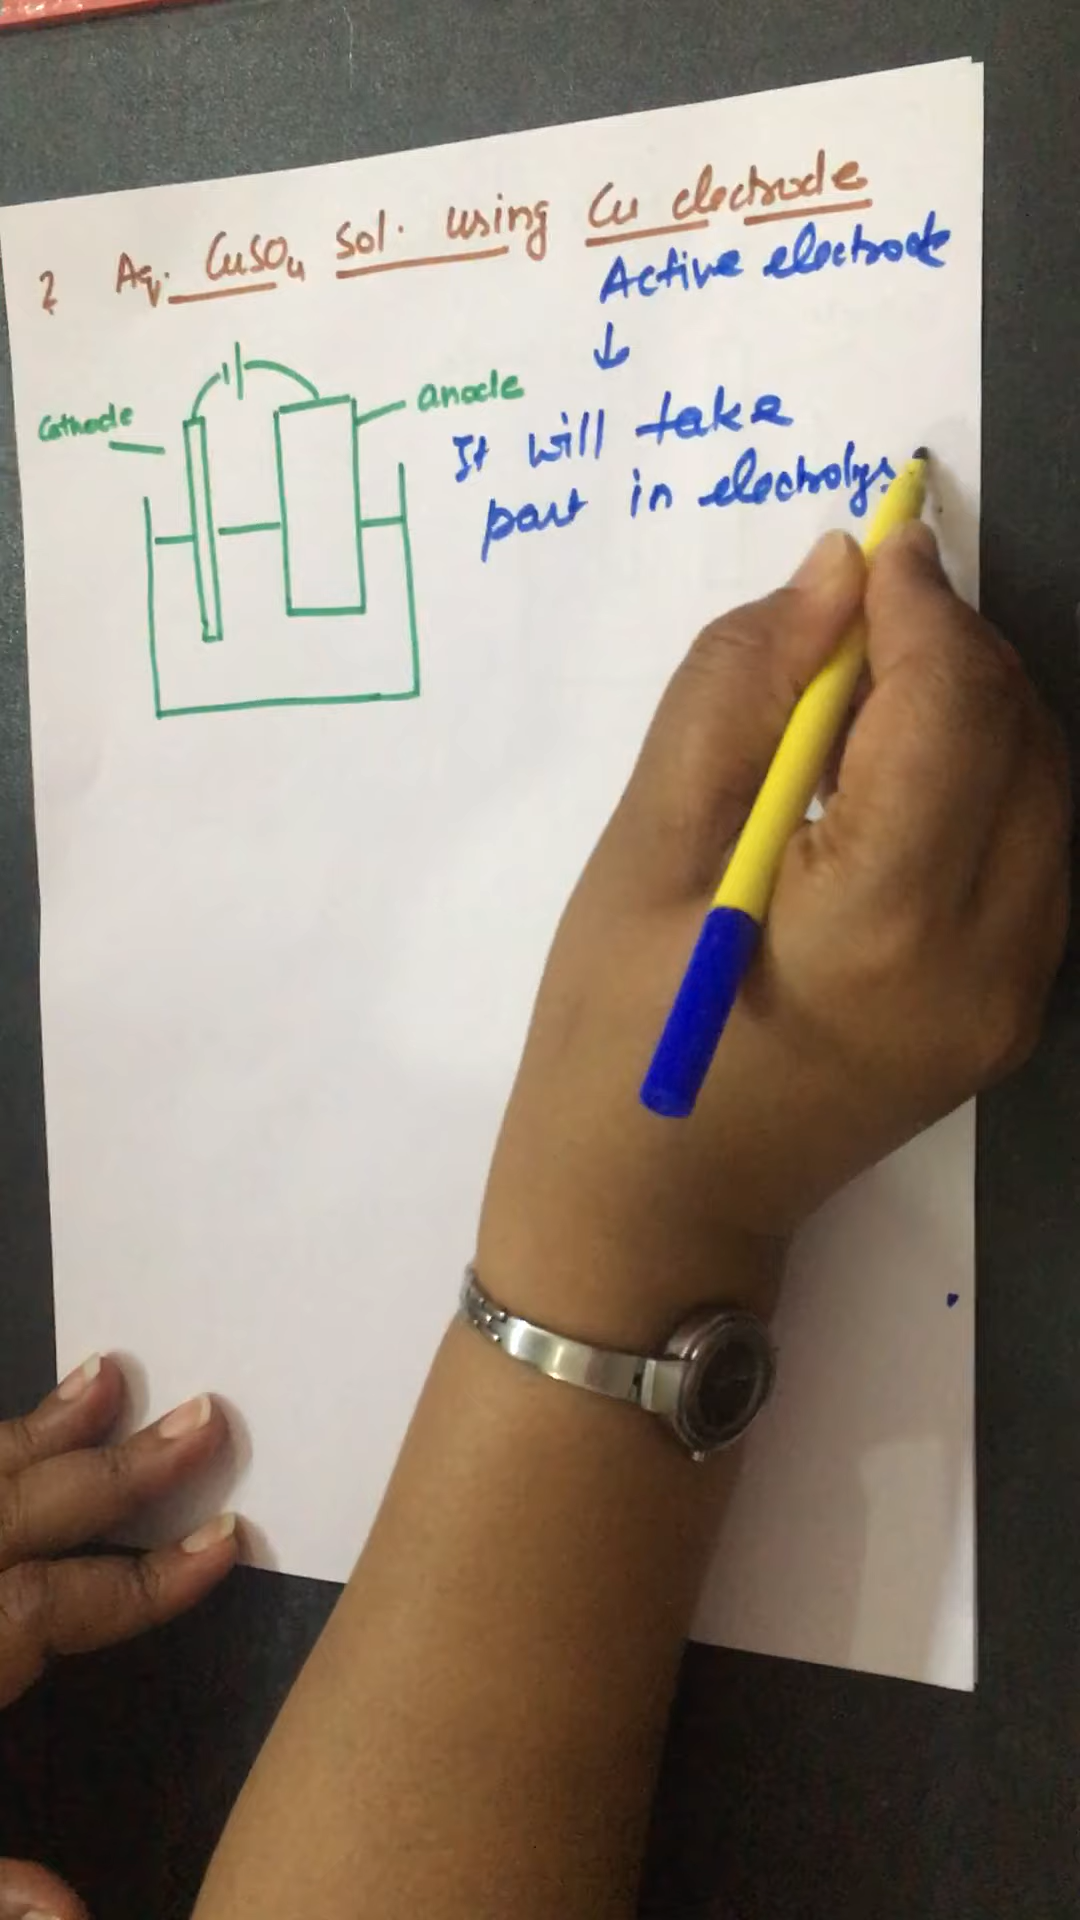 2 Aq. CuSO4 Sol. using Cu electrode
Active electrode
↓
Cathode
anode
It will take
part in electrolys